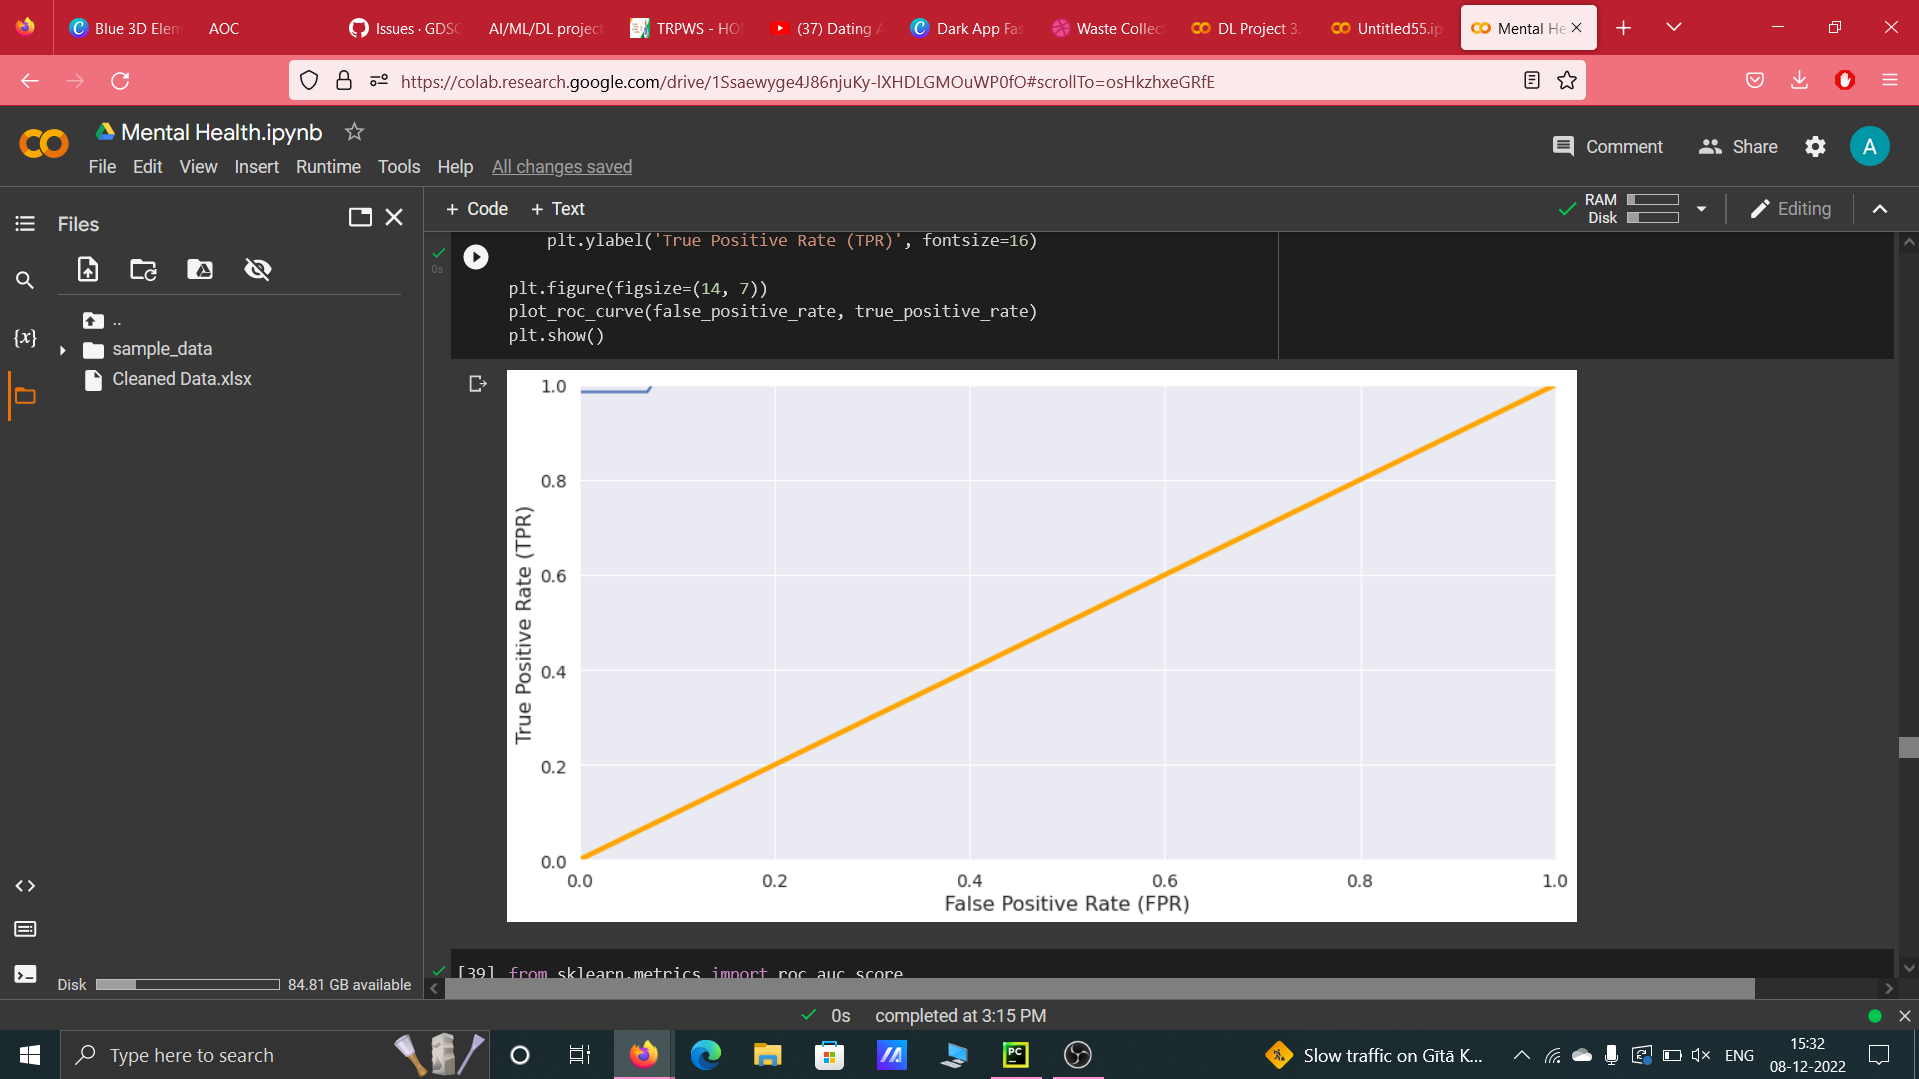 Blue 3D Elem
AOC
Issues · GDSC
AI/ML/DL project
TRPWS - HO
(37) Dating A
Dark App Fas
Waste Collec
DL Project 3.
Untitled55.ip
Mental He
https://colab.research.google.com/drive/1Ssaewyge4J86njuKy-lXHDLGMOuWP0fO#scrollTo=osHkzhxeGRfE
Mental Health.ipynb
File Edit View Insert Runtime Tools Help All changes saved
Comment
Share
A
Files
+ Code + Text
RAM
Disk
Editing
..
sample_data
Cleaned Data.xlsx
{x}
0s
plt.ylabel('True Positive Rate (TPR)', fontsize=16)
plt.figure(figsize=(14, 7))
plot_roc_curve(false_positive_rate, true_positive_rate)
plt.show()
1.0
0.8
0.6
0.4
0.2
0.0
True Positive Rate (TPR)
0.0 0.2 0.4 0.6 0.8 1.0
False Positive Rate (FPR)
[39] from sklearn.metrics import roc_auc_score
Disk 84.81 GB available
0s completed at 3:15 PM
Type here to search
PC
Slow traffic on Gītā K...
ENG
15:32
08-12-2022